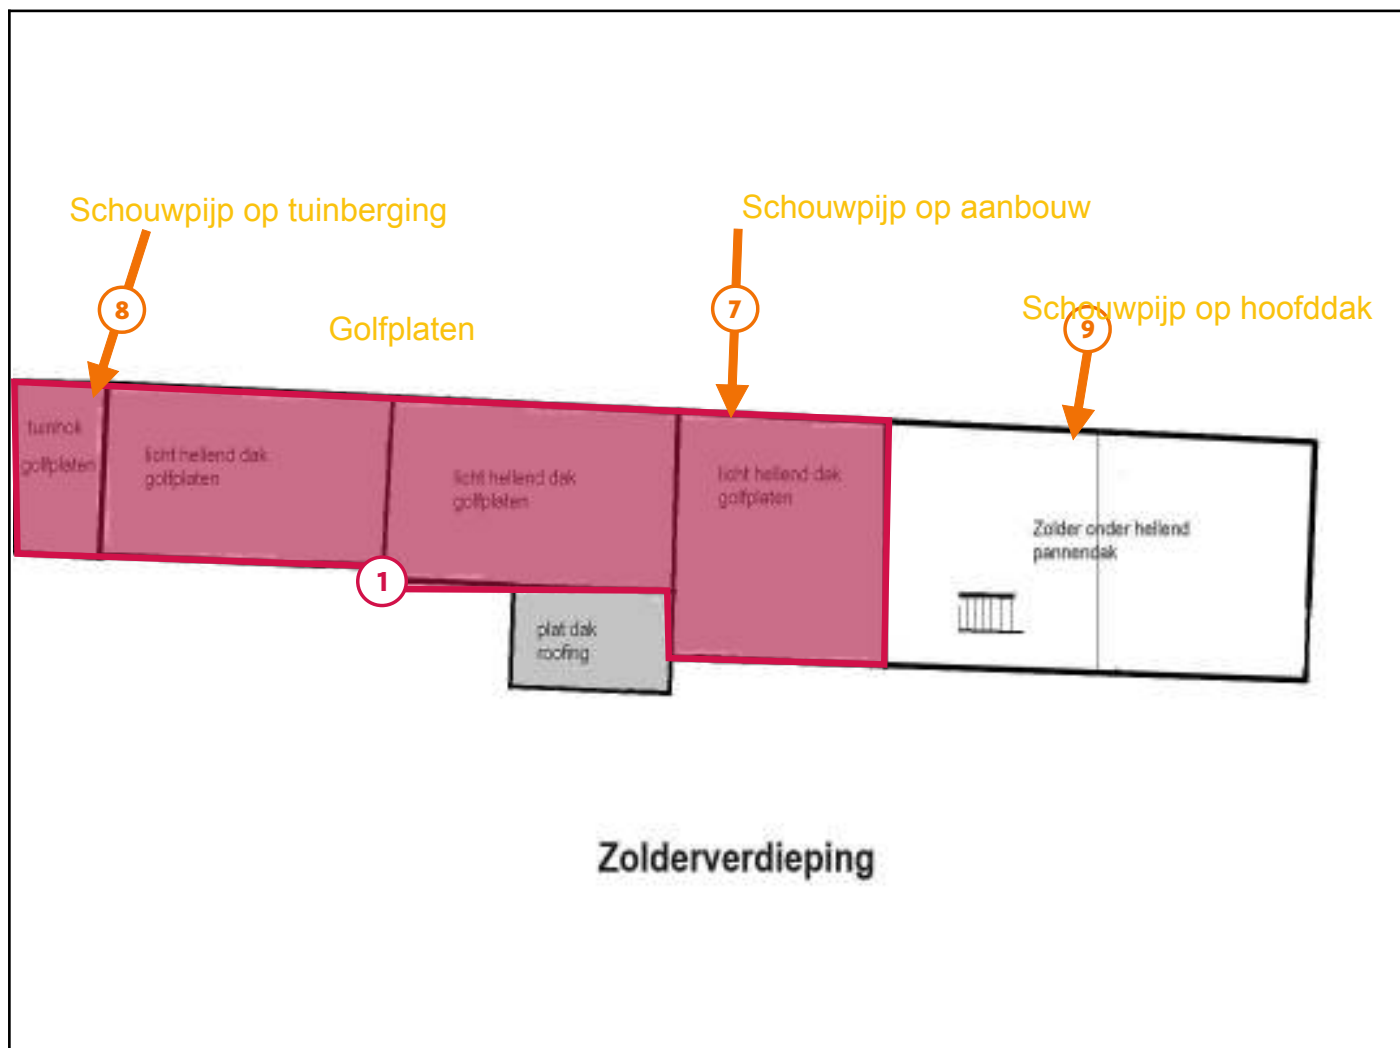 Schouwpijp op tuinberging
Schouwpijp op aanbouw
8
7
Schouwpijp op hoofddak
9
Golfplaten
tuinhok
golfplaten
licht hellend dak
golfplaten
licht hellend dak
golfplaten
licht hellend dak
golfplaten
Zolder onder hellend
pannendak
1
plat dak
roofing
Zolderverdieping